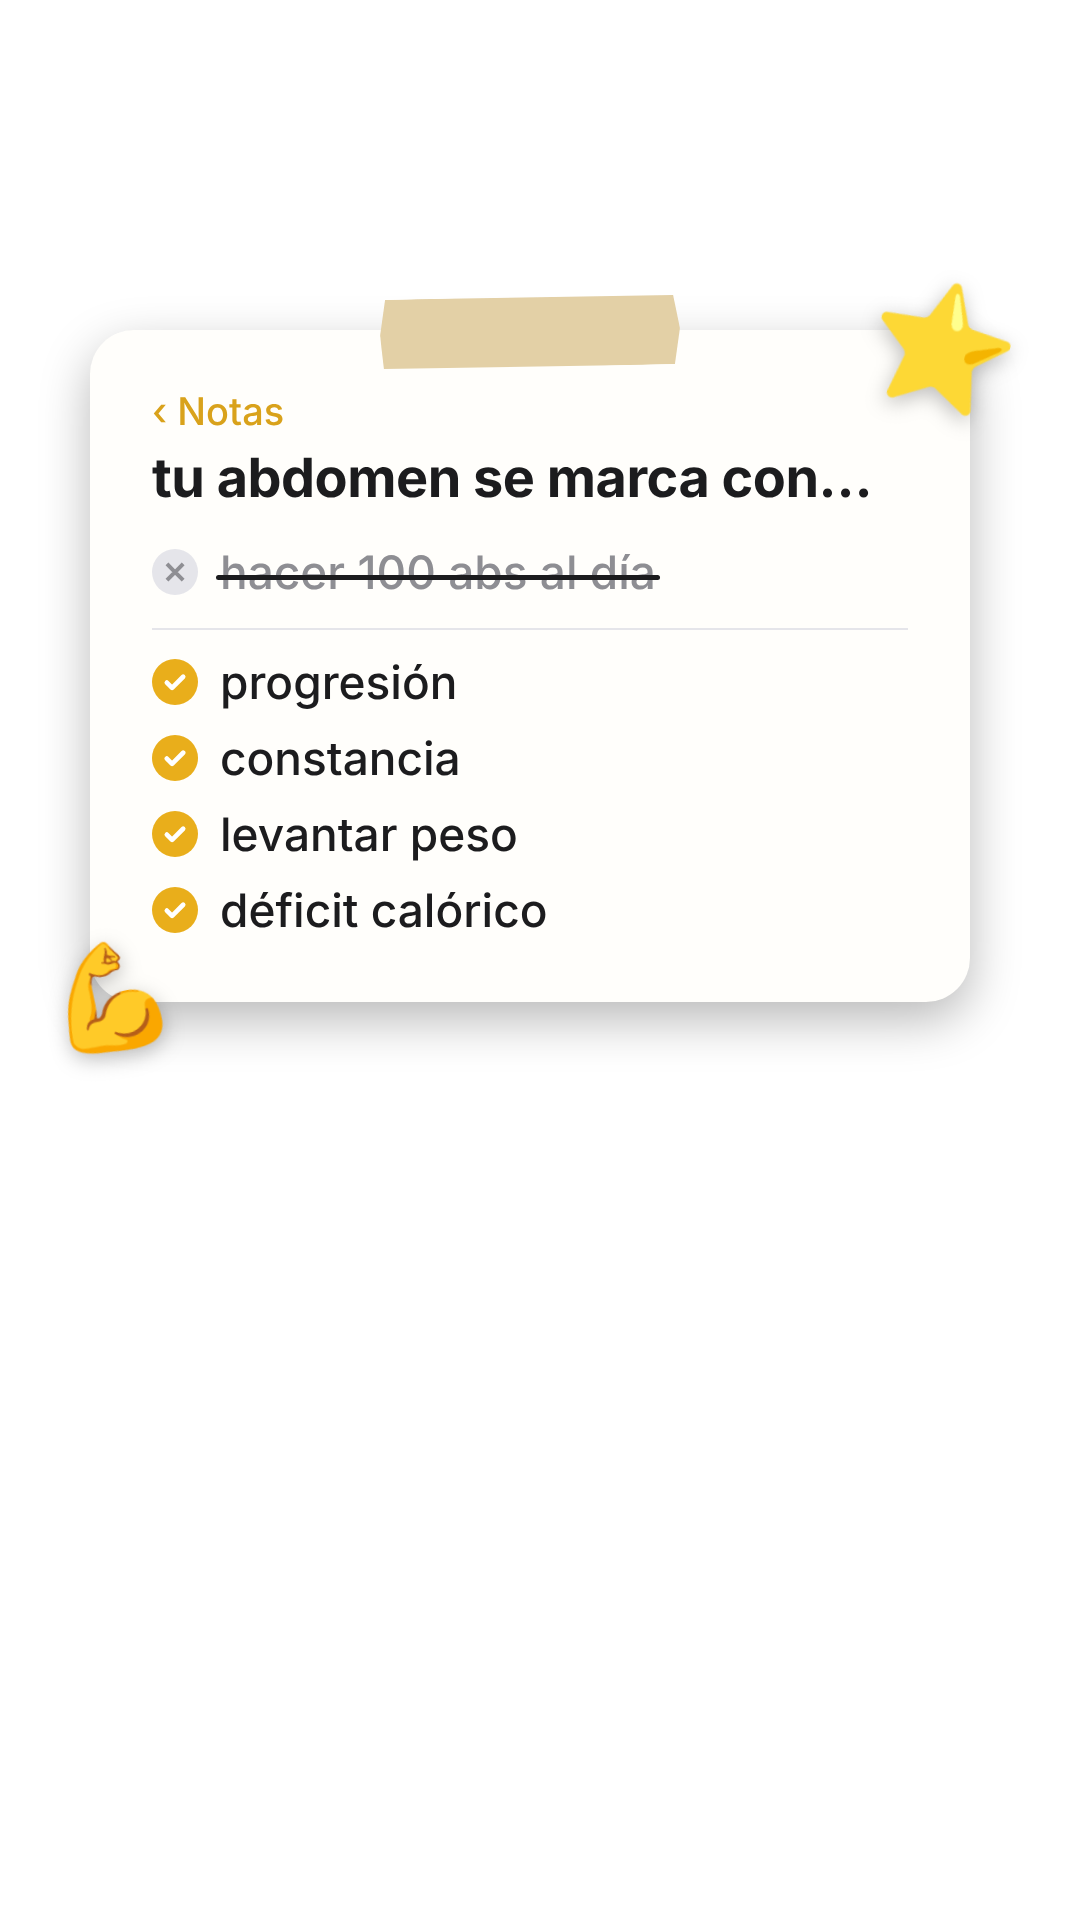 ‹ Notas
tu abdomen se marca con...
hacer 100 abs al día
progresión
constancia
levantar peso
déficit calórico